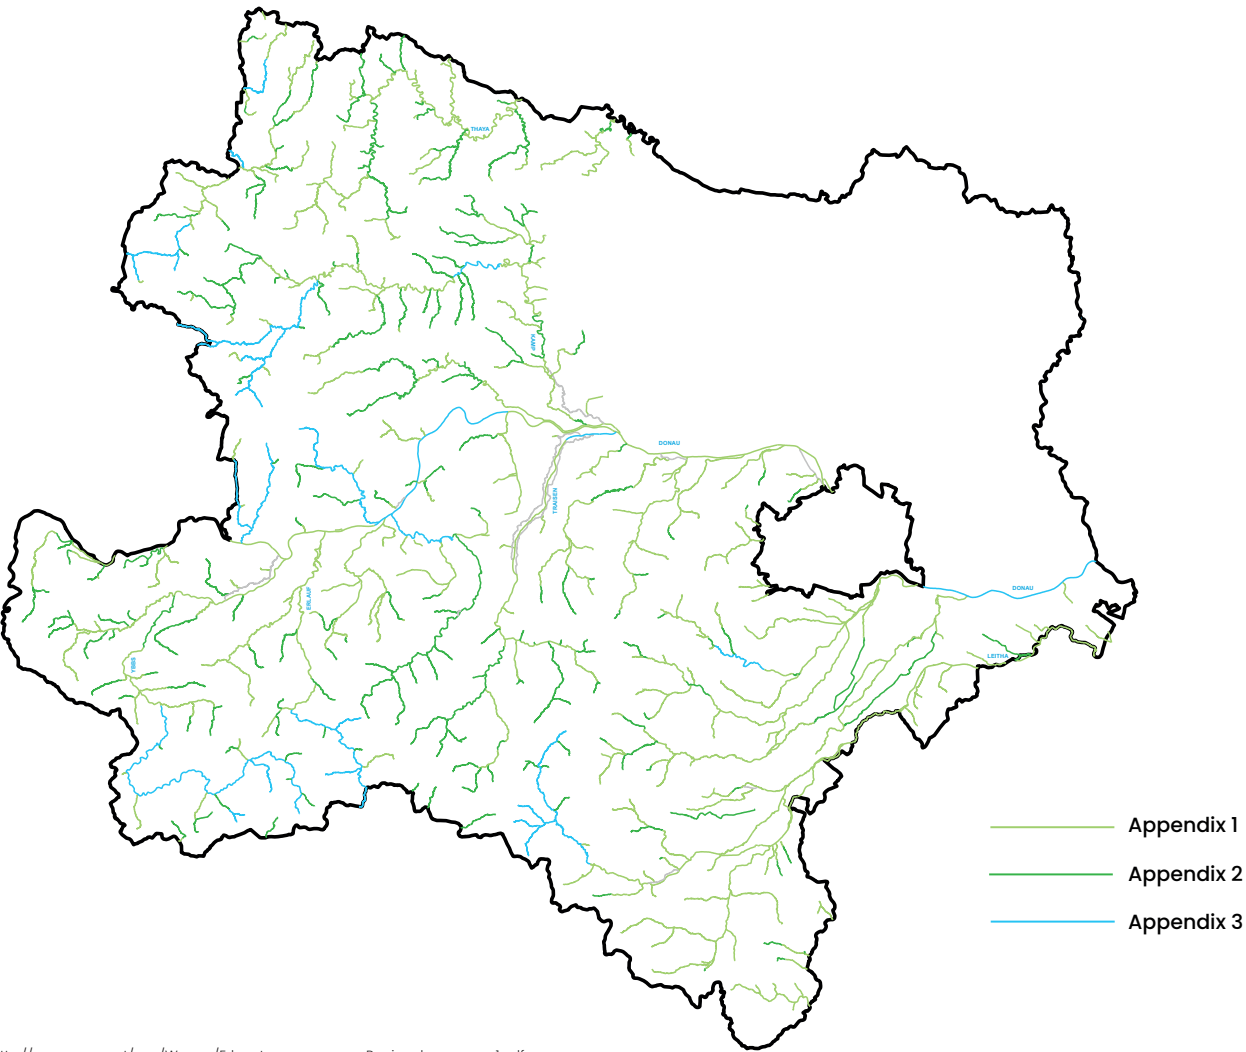 THAYA
KAMP
DONAU
TRAISEN
ERLAUF
DONAU
LEITHA
YBBS
Appendix 1
Appendix 2
Appendix 3